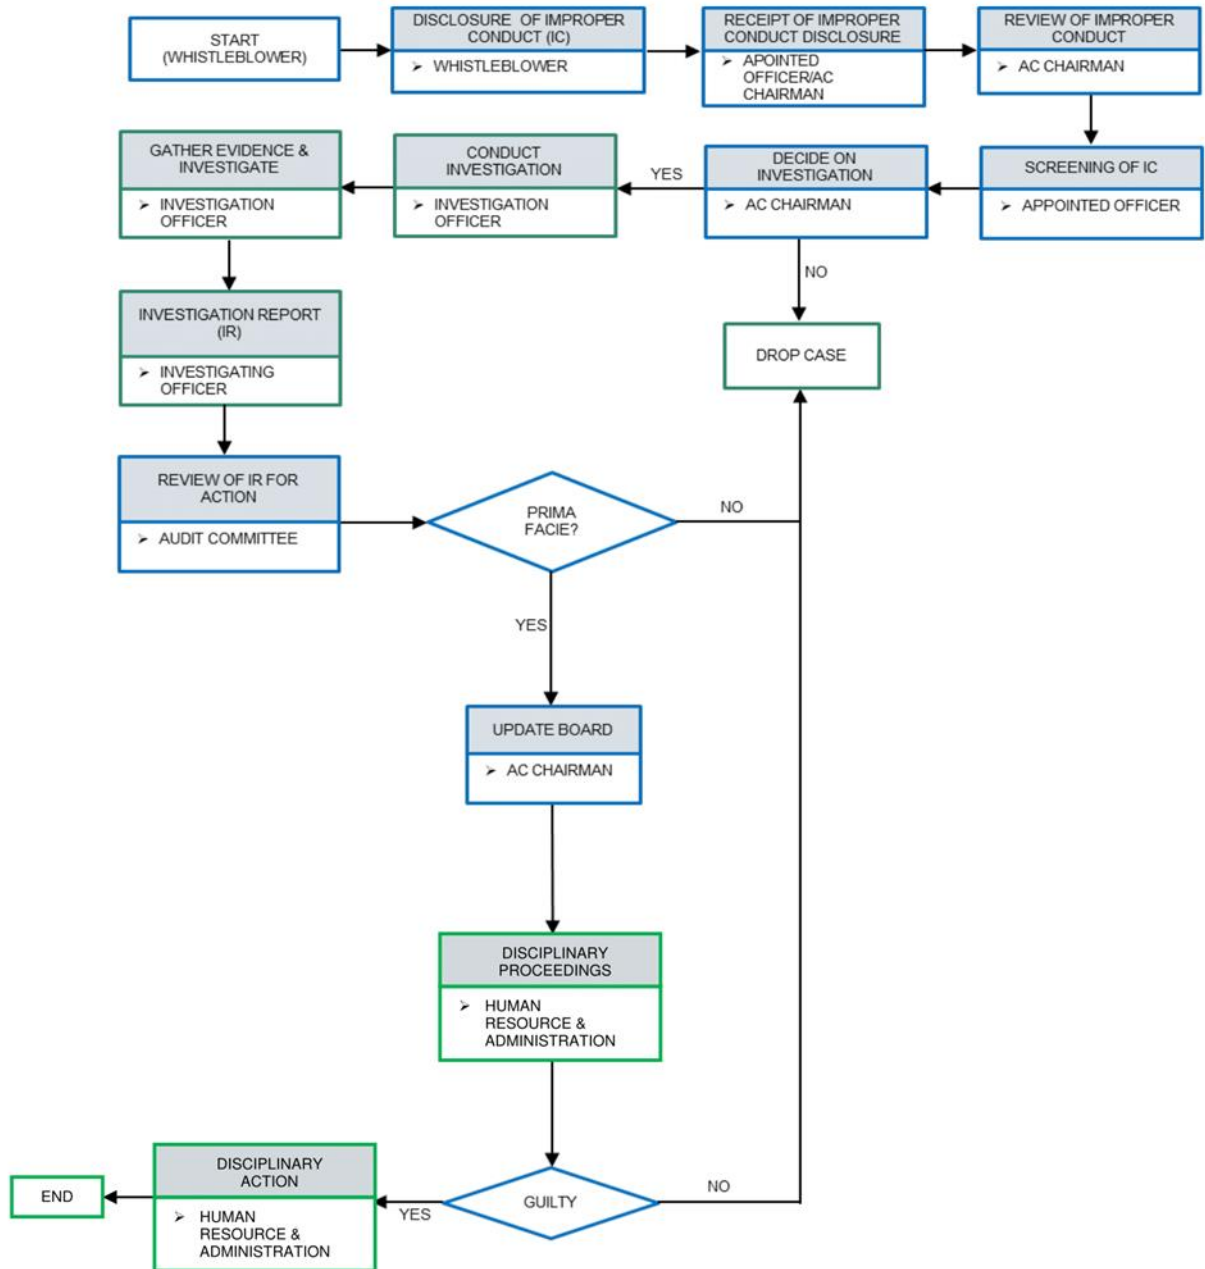 START
(WHISTLEBLOWER)
DISCLOSURE OF IMPROPER
CONDUCT (IC)
➢ WHISTLEBLOWER
RECEIPT OF IMPROPER
CONDUCT DISCLOSURE
➢ APOINTED
OFFICER/AC
CHAIRMAN
REVIEW OF IMPROPER
CONDUCT
➢ AC CHAIRMAN
SCREENING OF IC
➢ APPOINTED OFFICER
DECIDE ON
INVESTIGATION
➢ AC CHAIRMAN
YES
CONDUCT
INVESTIGATION
➢ INVESTIGATION
OFFICER
GATHER EVIDENCE &
INVESTIGATE
➢ INVESTIGATION
OFFICER
NO
DROP CASE
INVESTIGATION REPORT
(IR)
➢ INVESTIGATING
OFFICER
REVIEW OF IR FOR
ACTION
➢ AUDIT COMMITTEE
PRIMA
FACIE?
NO
YES
UPDATE BOARD
➢ AC CHAIRMAN
DISCIPLINARY
PROCEEDINGS
➢ HUMAN
RESOURCE &
ADMINISTRATION
GUILTY
NO
YES
DISCIPLINARY
ACTION
➢ HUMAN
RESOURCE &
ADMINISTRATION
END